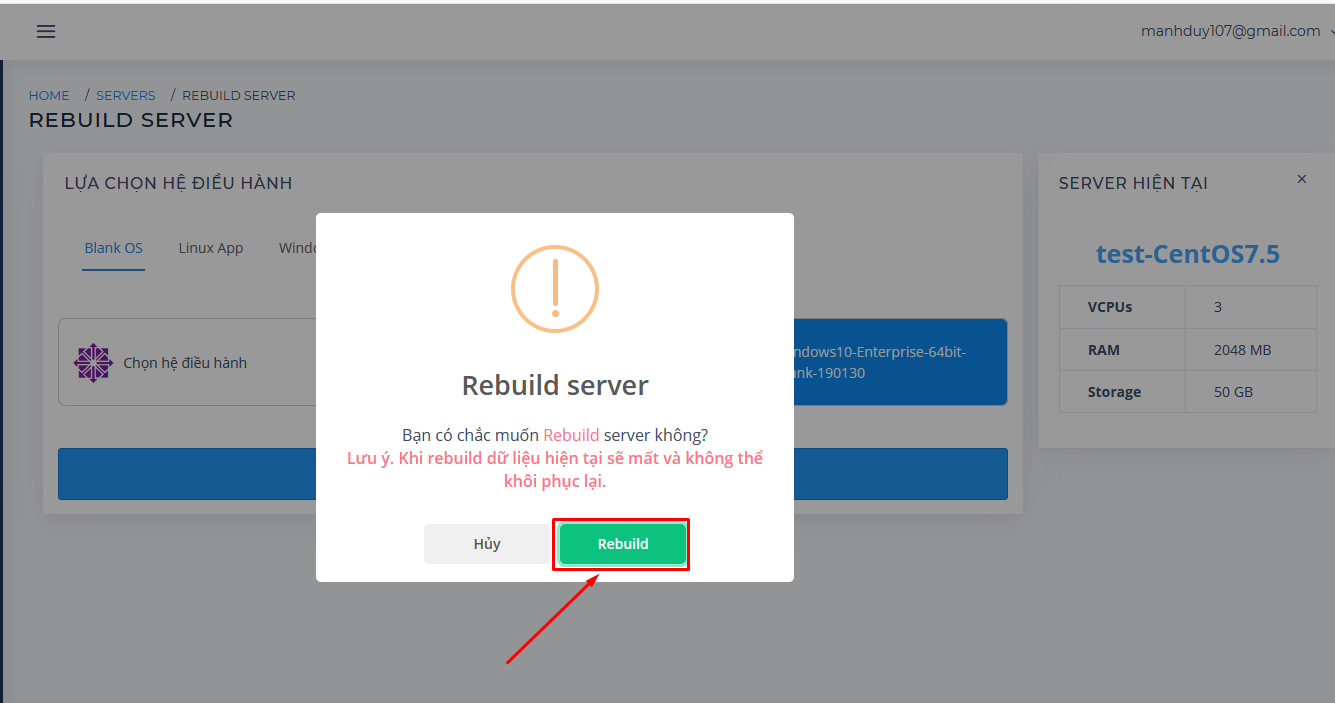 manhduy107@gmail.com
HOME / SERVERS / REBUILD SERVER
REBUILD SERVER
LỰA CHỌN HỆ ĐIỀU HÀNH
Blank OS Linux App Windo
Chọn hệ điều hành
ndows10-Enterprise-64bit-
ank-190130
Rebuild server
Bạn có chắc muốn Rebuild server không?
Lưu ý. Khi rebuild dữ liệu hiện tại sẽ mất và không thể
khôi phục lại.
Hủy Rebuild
SERVER HIỆN TẠI ×
test-CentOS7.5
VCPUs 3
RAM 2048 MB
Storage 50 GB